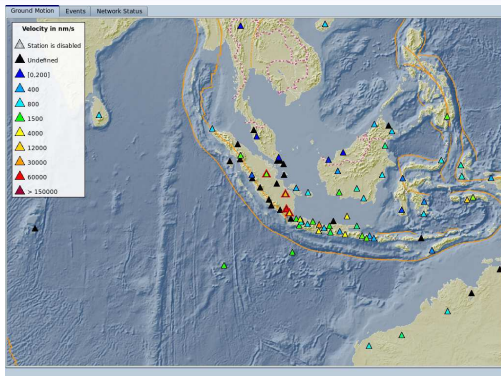 Ground Motion Events Network Status
Velocity in nm/s
Station is disabled
Undefined
[0,200]
400
800
1500
4000
12000
30000
60000
> 150000